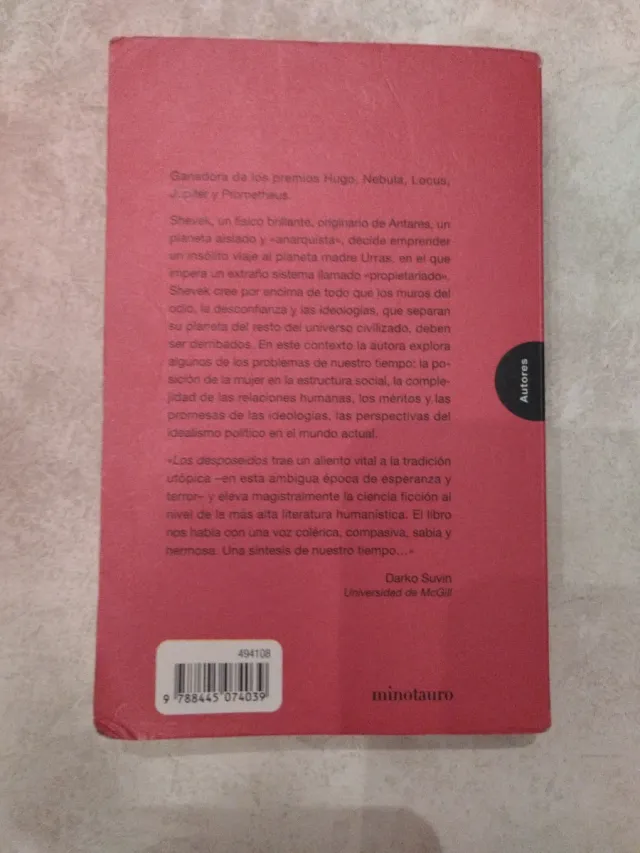 Ganadora de los premios Hugo, Nebula, Locus,
Júpiter y Prometheus.
Shevek, un físico brillante, originario de Antares, un
planeta aislado y «anarquista», decide emprender
un insólito viaje al planeta madre Urras, en el que
impera un extraño sistema llamado «propietariado».
Shevek cree por encima de todo que los muros del
odio, la desconfianza y las ideologías, que separan
su planeta del resto del universo civilizado, deben
ser derribados. En este contexto la autora explora
algunos de los problemas de nuestro tiempo: la po-
sición de la mujer en la estructura social, la comple-
jidad de las relaciones humanas, los méritos y las
promesas de las ideologías, las perspectivas del
idealismo político en el mundo actual.
«Los desposeídos trae un aliento vital a la tradición
utópica –en esta ambigua época de esperanza y
terror– y eleva magistralmente la ciencia ficción al
nivel de la más alta literatura humanística. El libro
nos habla con una voz colérica, compasiva, sabia y
hermosa. Una síntesis de nuestro tiempo...»
Darko Suvin
Universidad de McGill
Autores
494108
9 788445 074039
minotauro